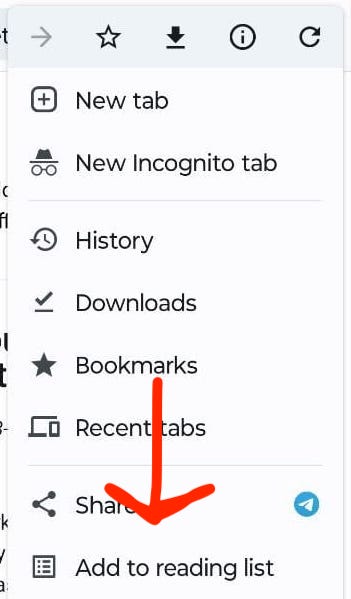 New tab
New Incognito tab
History
Downloads
Bookmarks
Recent tabs
Share
Add to reading list